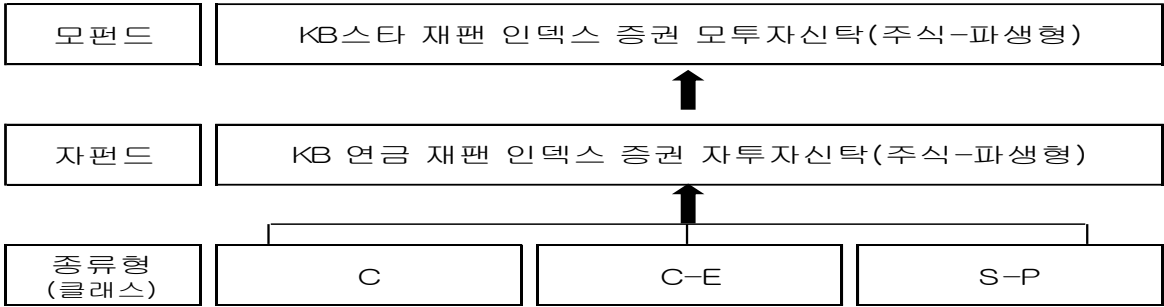 모펀드
KB스타 재팬 인덱스 증권 모투자신탁(주식-파생형)
자펀드
KB 연금 재팬 인덱스 증권 자투자신탁(주식-파생형)
종류형
(클래스)
C
C-E
S-P